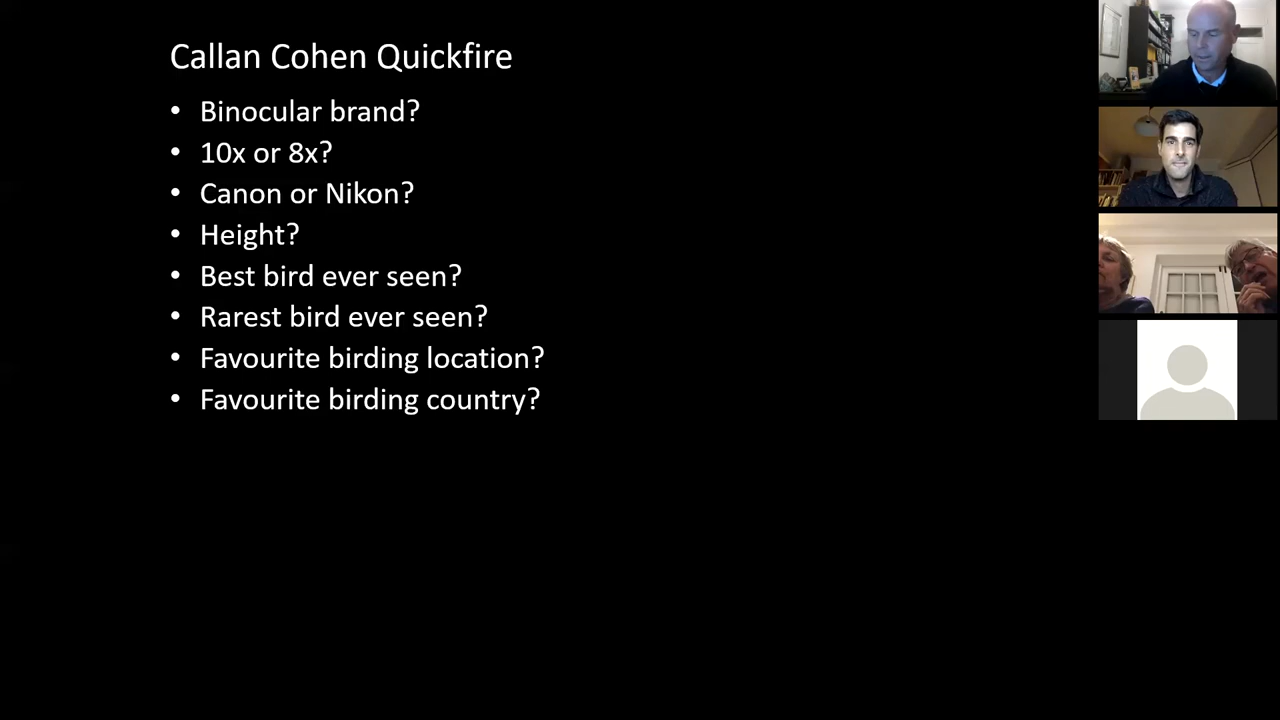 Callan Cohen Quickfire
• Binocular brand?
• 10x or 8x?
• Canon or Nikon?
• Height?
• Best bird ever seen?
• Rarest bird ever seen?
• Favourite birding location?
• Favourite birding country?